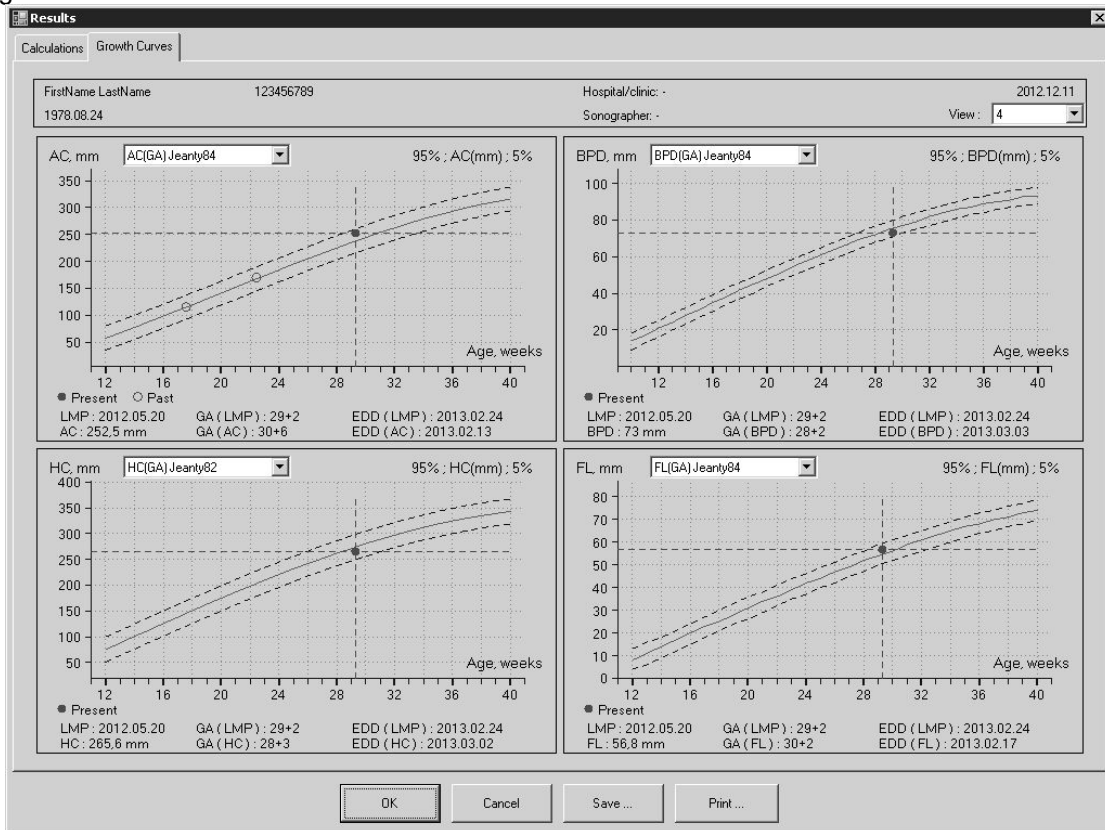 g
Results
Calculations Growth Curves
FirstName LastName 123456789 Hospital/clinic: - 2012.12.11
1978.08.24 Sonographer: - View : 4
AC, mm AC(GA) Jeanty84 95% ; AC(mm) ; 5%
350
300
250
200
150
100
50
Age, weeks
12 16 20 24 28 32 36 40
Present Past
LMP : 2012.05.20 GA ( LMP ) : 29+2 EDD ( LMP ) : 2013.02.24
AC : 252,5 mm GA ( AC ) : 30+6 EDD ( AC ) : 2013.02.13
BPD, mm BPD(GA) Jeanty84 95% ; BPD(mm) ; 5%
100
80
60
40
20
Age, weeks
12 16 20 24 28 32 36 40
Present
LMP : 2012.05.20 GA ( LMP ) : 29+2 EDD ( LMP ) : 2013.02.24
BPD : 73 mm GA ( BPD ) : 28+2 EDD ( BPD ) : 2013.03.03
HC, mm HC(GA) Jeanty82 95% ; HC(mm) ; 5%
400
350
300
250
200
150
100
50
Age, weeks
12 16 20 24 28 32 36 40
Present
LMP : 2012.05.20 GA ( LMP ) : 29+2 EDD ( LMP ) : 2013.02.24
HC : 265,6 mm GA ( HC ) : 28+3 EDD ( HC ) : 2013.03.02
FL, mm FL(GA) Jeanty84 95% ; FL(mm) ; 5%
80
70
60
50
40
30
20
10
0
Age, weeks
12 16 20 24 28 32 36 40
Present
LMP : 2012.05.20 GA ( LMP ) : 29+2 EDD ( LMP ) : 2013.02.24
FL : 56,8 mm GA ( FL ) : 30+2 EDD ( FL ) : 2013.02.17
OK Cancel Save ... Print ...